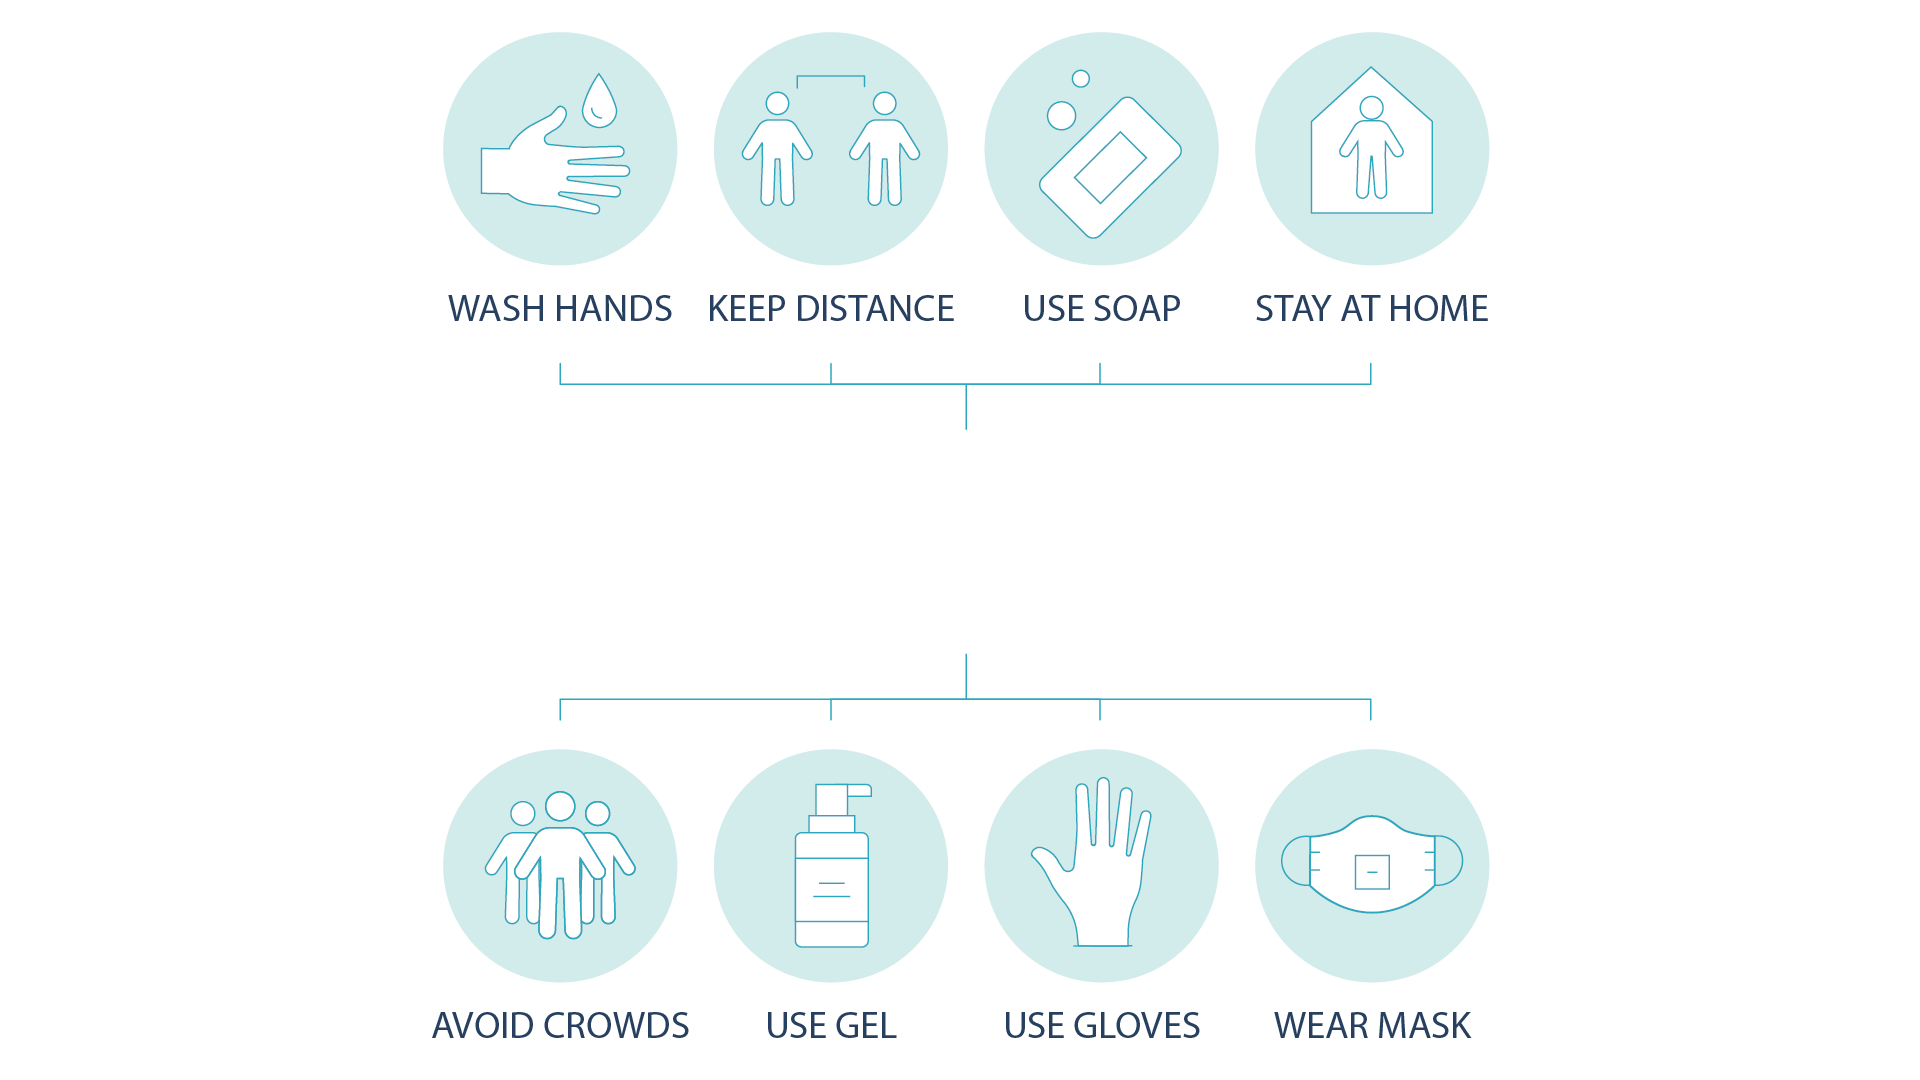 WASH HANDS
KEEP DISTANCE
USE SOAP
STAY AT HOME
AVOID CROWDS
USE GEL
USE GLOVES
WEAR MASK